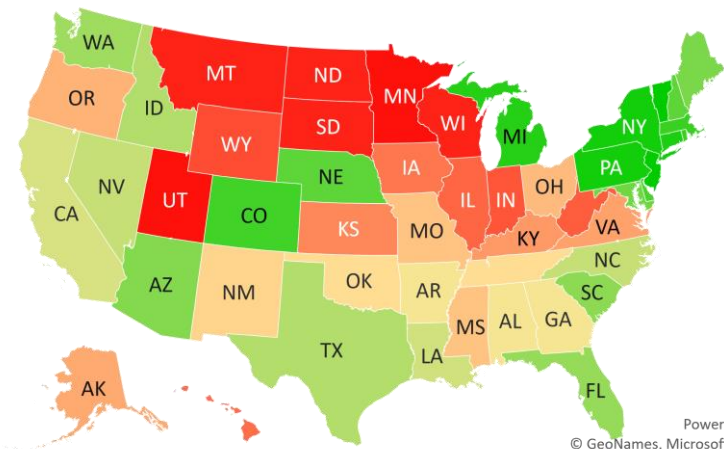 WA
MT
ND
MN
OR
ID
SD
WI
NY
WY
MI
IA
PA
NE
NV
UT
CO
IL
IN
OH
CA
KS
MO
KY
VA
AZ
NM
OK
AR
NC
SC
TX
MS
AL
GA
LA
AK
FL
Power
© GeoNames, Microsof